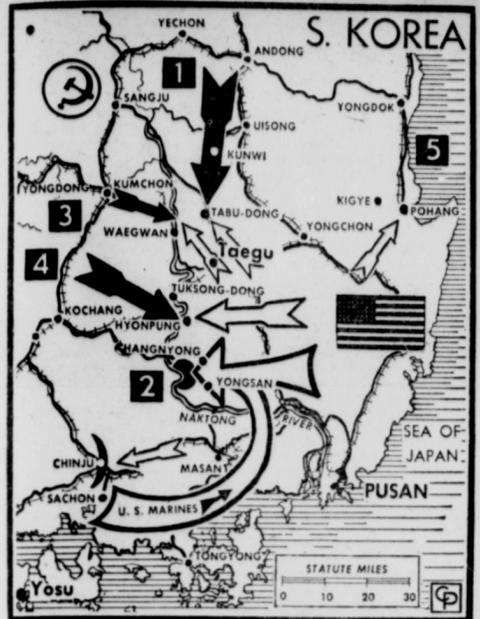 S. KOREA
YECHON
ANDONG
1
SANGJU
YONGDOK
UISONG
5
KUNWI
YONGDONG
KUMCHON
KIGYE
3
TABU-DONG
POHANG
WAEGWAN
YONGCHON
Taegu
4
TUKSONG-DONG
KOCHANG
HYONPUNG
CHANGNYONG
2
YONGSAN
NAKTONG
RIVER
SEA OF
JAPAN
CHINJU
MASAN
SACHON
PUSAN
U. S. MARINES
TONGYONG
STATUTE MILES
0 10 20 30
Yosu
CP